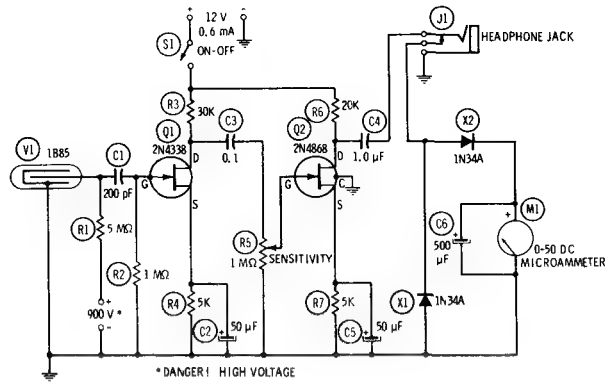 + 12 V -
0.6 mA
S1
ON-OFF
J1
HEADPHONE JACK
R3
30K
R6
20K
Q1
2N4338
C3
0.1
Q2
2N4868
C4
1.0 µF
X2
1N34A
V1
1B85
C1
200 pF
D
G
S
D
G
C
S
R1
5 MΩ
R2
1 MΩ
R5
1 MΩ
SENSITIVITY
C6
500
µF
+
+
M1
0-50 DC
MICROAMMETER
R4
5K
C2
+
50 µF
R7
5K
C5
+
50 µF
X1
1N34A
+
900 V *
-
*DANGER! HIGH VOLTAGE